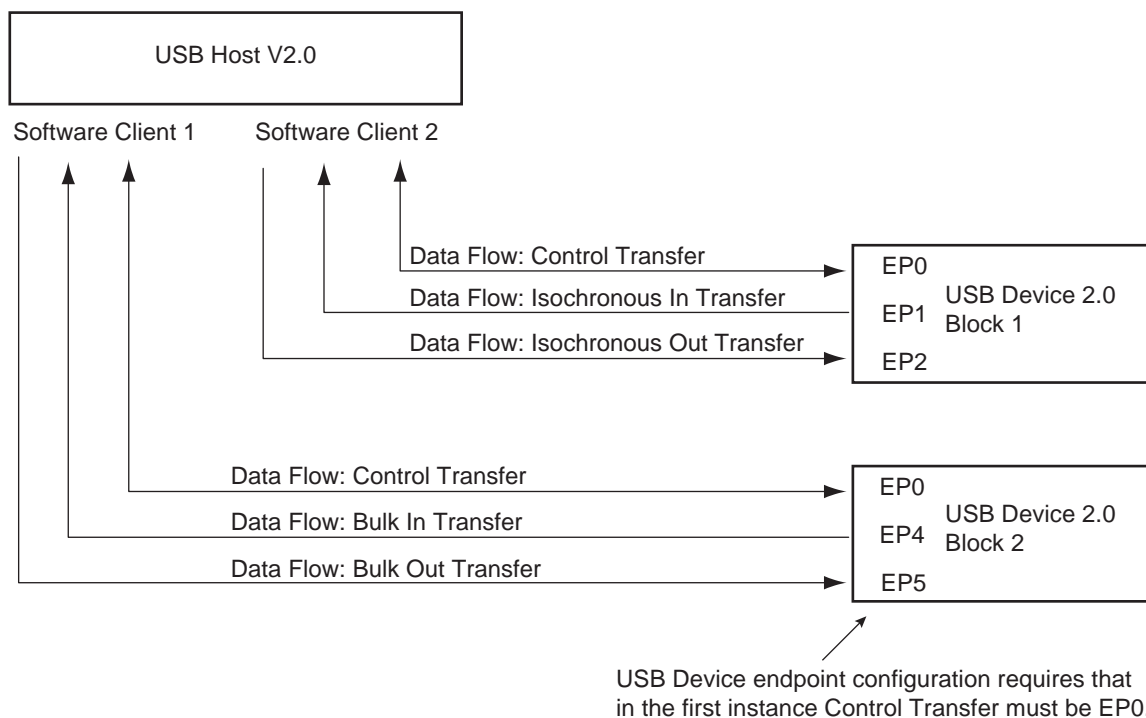 USB Host V2.0
Software Client 1
Software Client 2
Data Flow: Control Transfer
Data Flow: Isochronous In Transfer
Data Flow: Isochronous Out Transfer
EP0
EP1
EP2
USB Device 2.0
Block 1
Data Flow: Control Transfer
Data Flow: Bulk In Transfer
Data Flow: Bulk Out Transfer
EP0
EP4
EP5
USB Device 2.0
Block 2
USB Device endpoint configuration requires that
in the first instance Control Transfer must be EP0